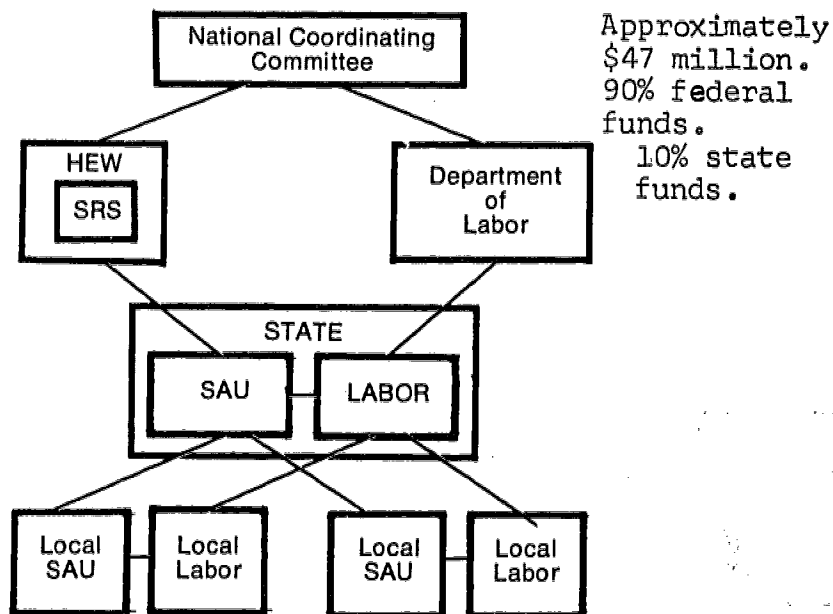 National Coordinating
Committee
Approximately
$47 million.
90% federal
funds.
10% state
funds.
HEW
SRS
Department
of
Labor
STATE
SAU
LABOR
Local
SAU
Local
Labor
Local
SAU
Local
Labor